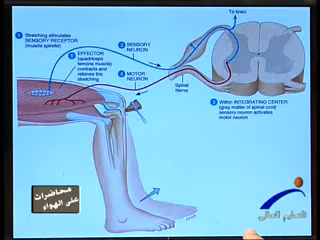 To brain
1 Stretching stimulates
SENSORY RECEPTOR
(muscle spindle)
2 SENSORY
NEURON
5 EFFECTOR
(quadriceps
femoris muscle)
contracts and
relieves the
stretching
4 MOTOR
NEURON
Spinal
Nerve
3 Within INTEGRATING CENTER
(gray matter of spinal cord)
sensory neuron activates
motor neuron
محاضرات
على الهواء
التعليم العالى